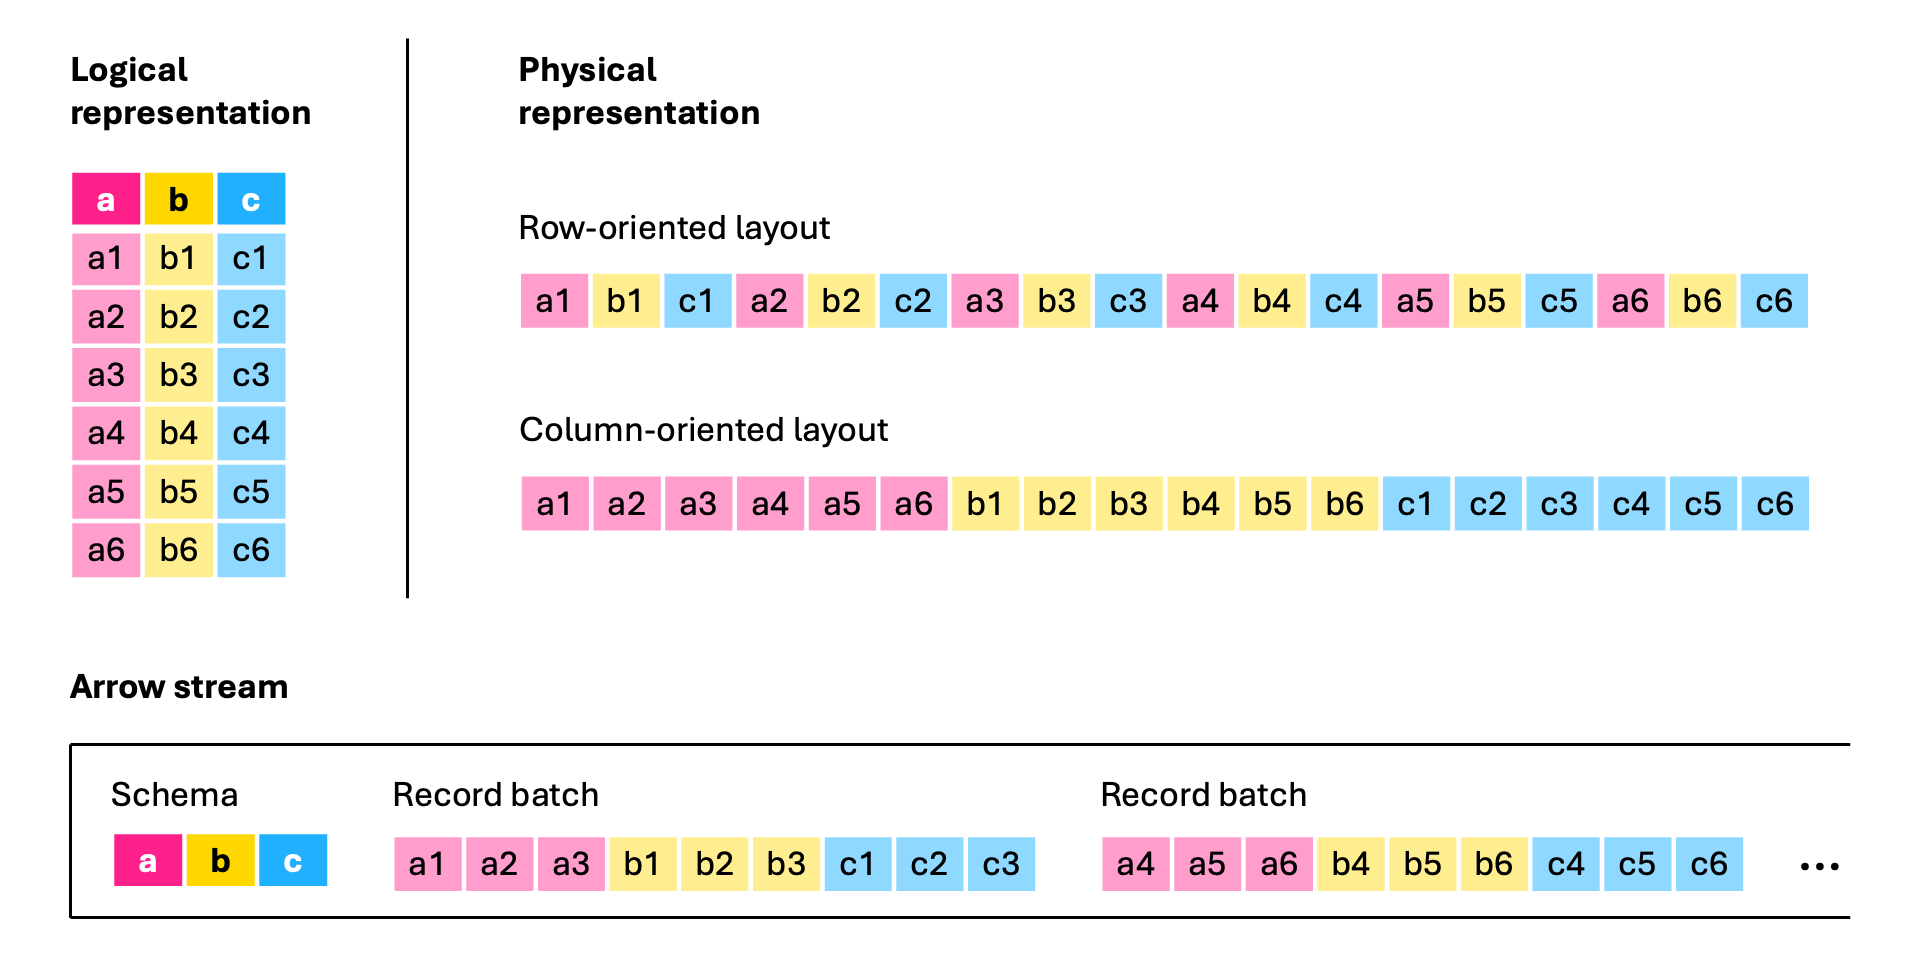 Logical
representation
a b c
a1 b1 c1
a2 b2 c2
a3 b3 c3
a4 b4 c4
a5 b5 c5
a6 b6 c6
Physical
representation
Row-oriented layout
a1 b1 c1 a2 b2 c2 a3 b3 c3 a4 b4 c4 a5 b5 c5 a6 b6 c6
Column-oriented layout
a1 a2 a3 a4 a5 a6 b1 b2 b3 b4 b5 b6 c1 c2 c3 c4 c5 c6
Arrow stream
Schema
a b c
Record batch
a1 a2 a3 b1 b2 b3 c1 c2 c3
Record batch
a4 a5 a6 b4 b5 b6 c4 c5 c6
...